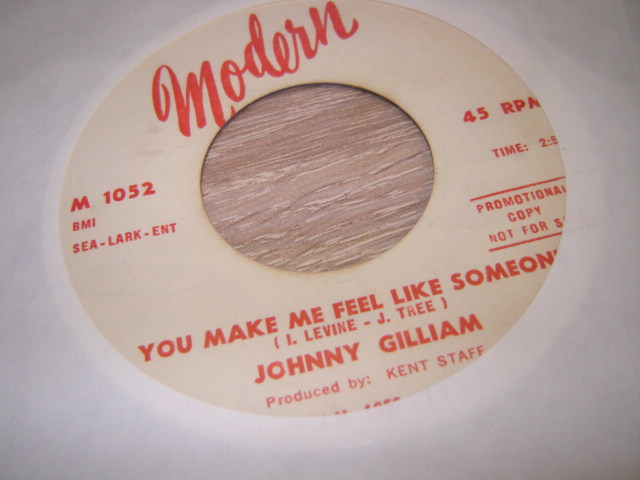 Modern
45 RPM
TIME: 2:5
M 1052
BMI
SEA-LARK-ENT
PROMOTIONAL
COPY
NOT FOR S
YOU MAKE ME FEEL LIKE SOMEONE
( I. LEVINE - J. TREE )
JOHNNY GILLIAM
Produced by: KENT STAFF